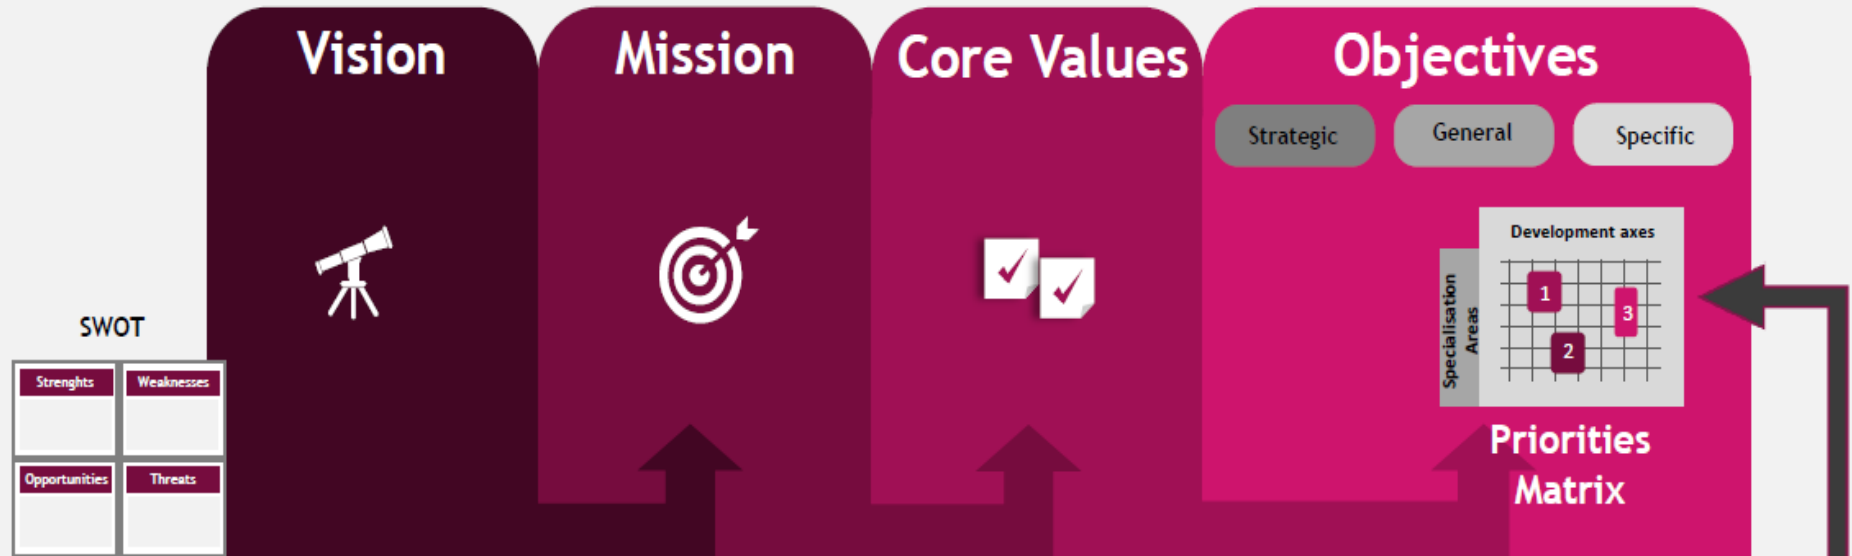 Vision
Mission
Core Values
Objectives
Strategic
General
Specific
Development axes
Specialisation
Areas
1
3
2
Priorities
Matrix
SWOT
Strenghts
Weaknesses
Opportunities
Threats